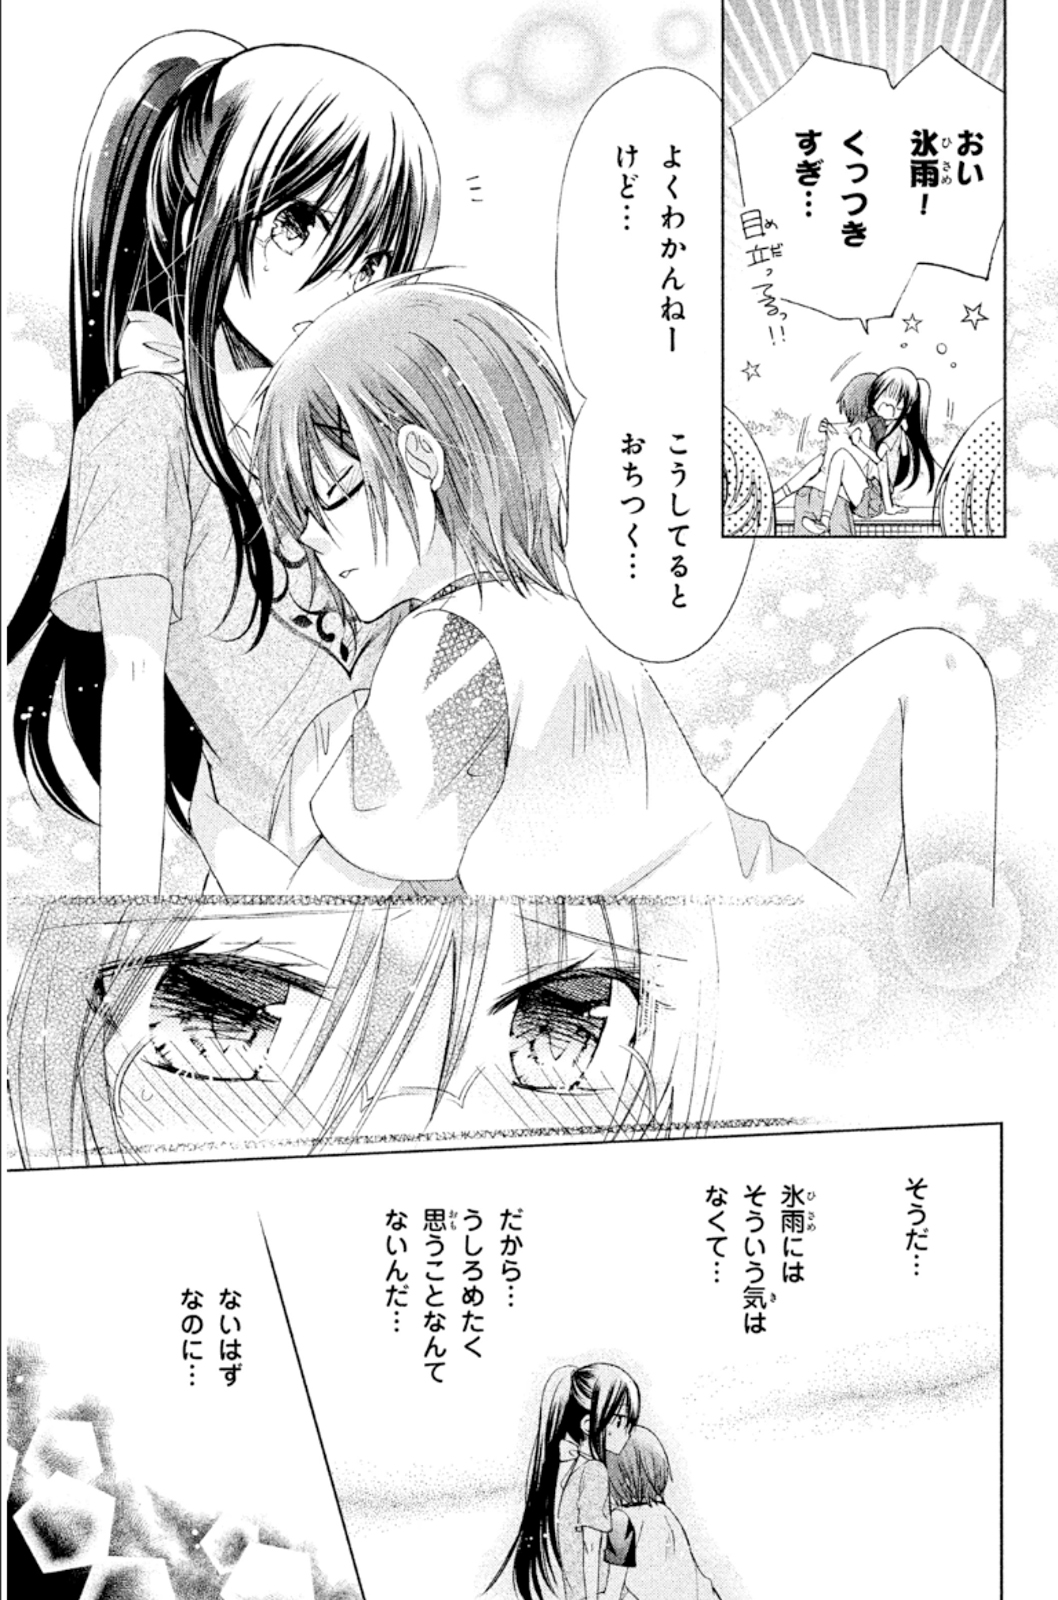 おい
氷雨！
くっつき
すぎ…
目立ってるっ!!
よくわかんねー
けど…
こうしてると
おちつく…
そうだ…
氷雨には
そういう気は
なくて…
だから…
うしろめたく
思うことなんて
ないんだ…
ないはず
なのに…